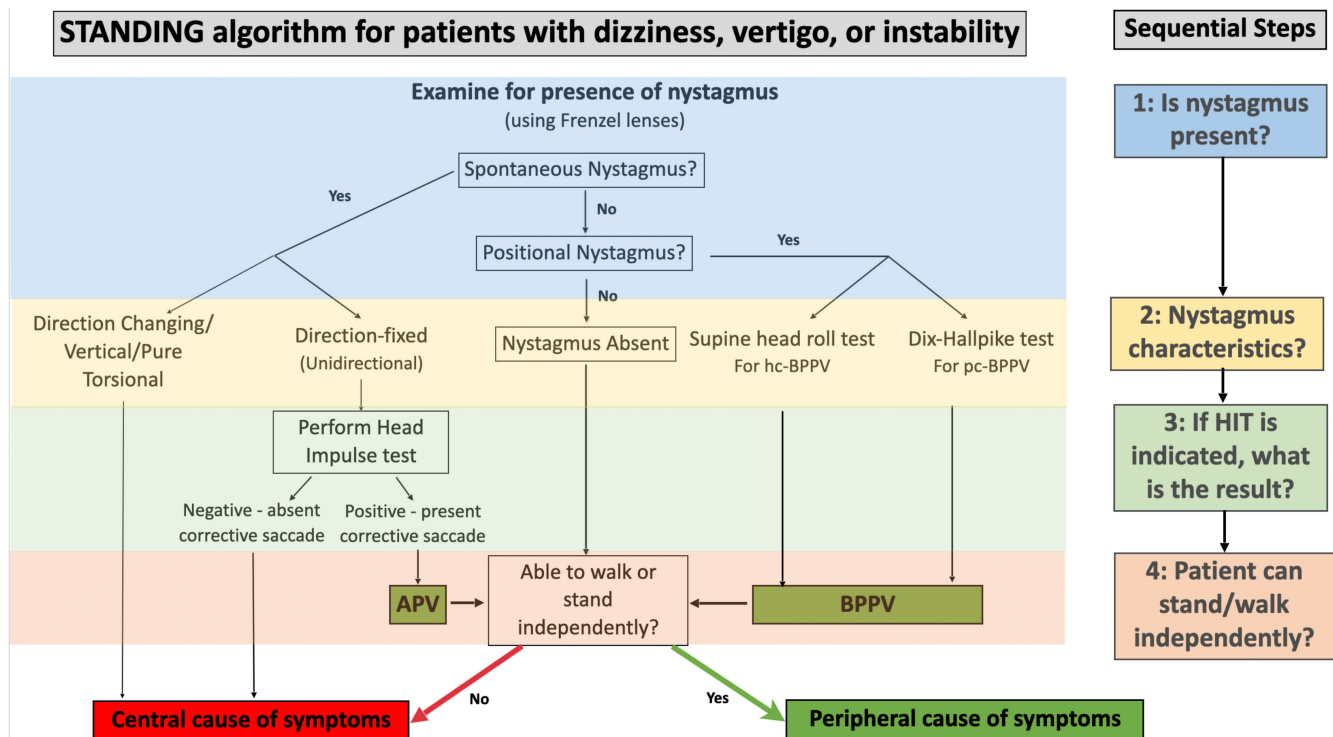 STANDING algorithm for patients with dizziness, vertigo, or instability
Sequential Steps
Examine for presence of nystagmus
(using Frenzel lenses)
Spontaneous Nystagmus?
Yes
No
Positional Nystagmus?
Yes
No
Direction Changing/
Vertical/Pure
Torsional
Direction-fixed
(Unidirectional)
Nystagmus Absent
Supine head roll test
For hc-BPPV
Dix-Hallpike test
For pc-BPPV
Perform Head
Impulse test
Negative - absent
corrective saccade
Positive - present
corrective saccade
APV
Able to walk or
stand
independently?
BPPV
No
Yes
Central cause of symptoms
Peripheral cause of symptoms
1: Is nystagmus
present?
2: Nystagmus
characteristics?
3: If HIT is
indicated, what
is the result?
4: Patient can
stand/walk
independently?